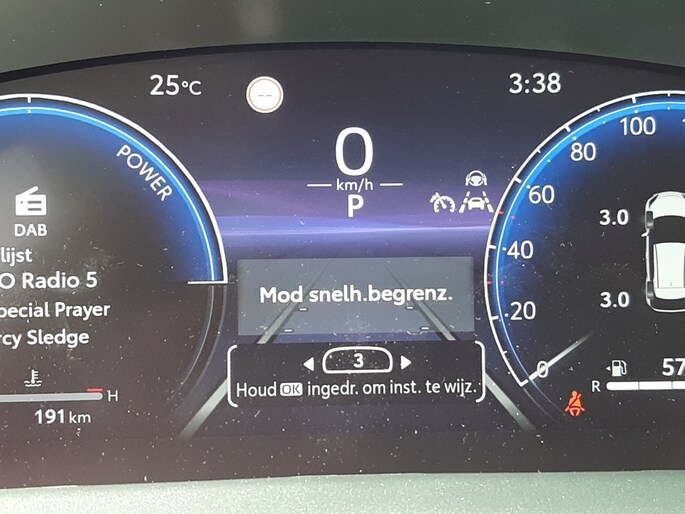 25°C
--
3:38
POWER
0
km/h
P
DAB
lijst
O Radio 5
pecial Prayer
rcy Sledge
H
191 km
Mod snelh.begrenz.
3
Houd OK ingedr. om inst. te wijz.
100
80
60
40
20
0
3.0
3.0
R
57